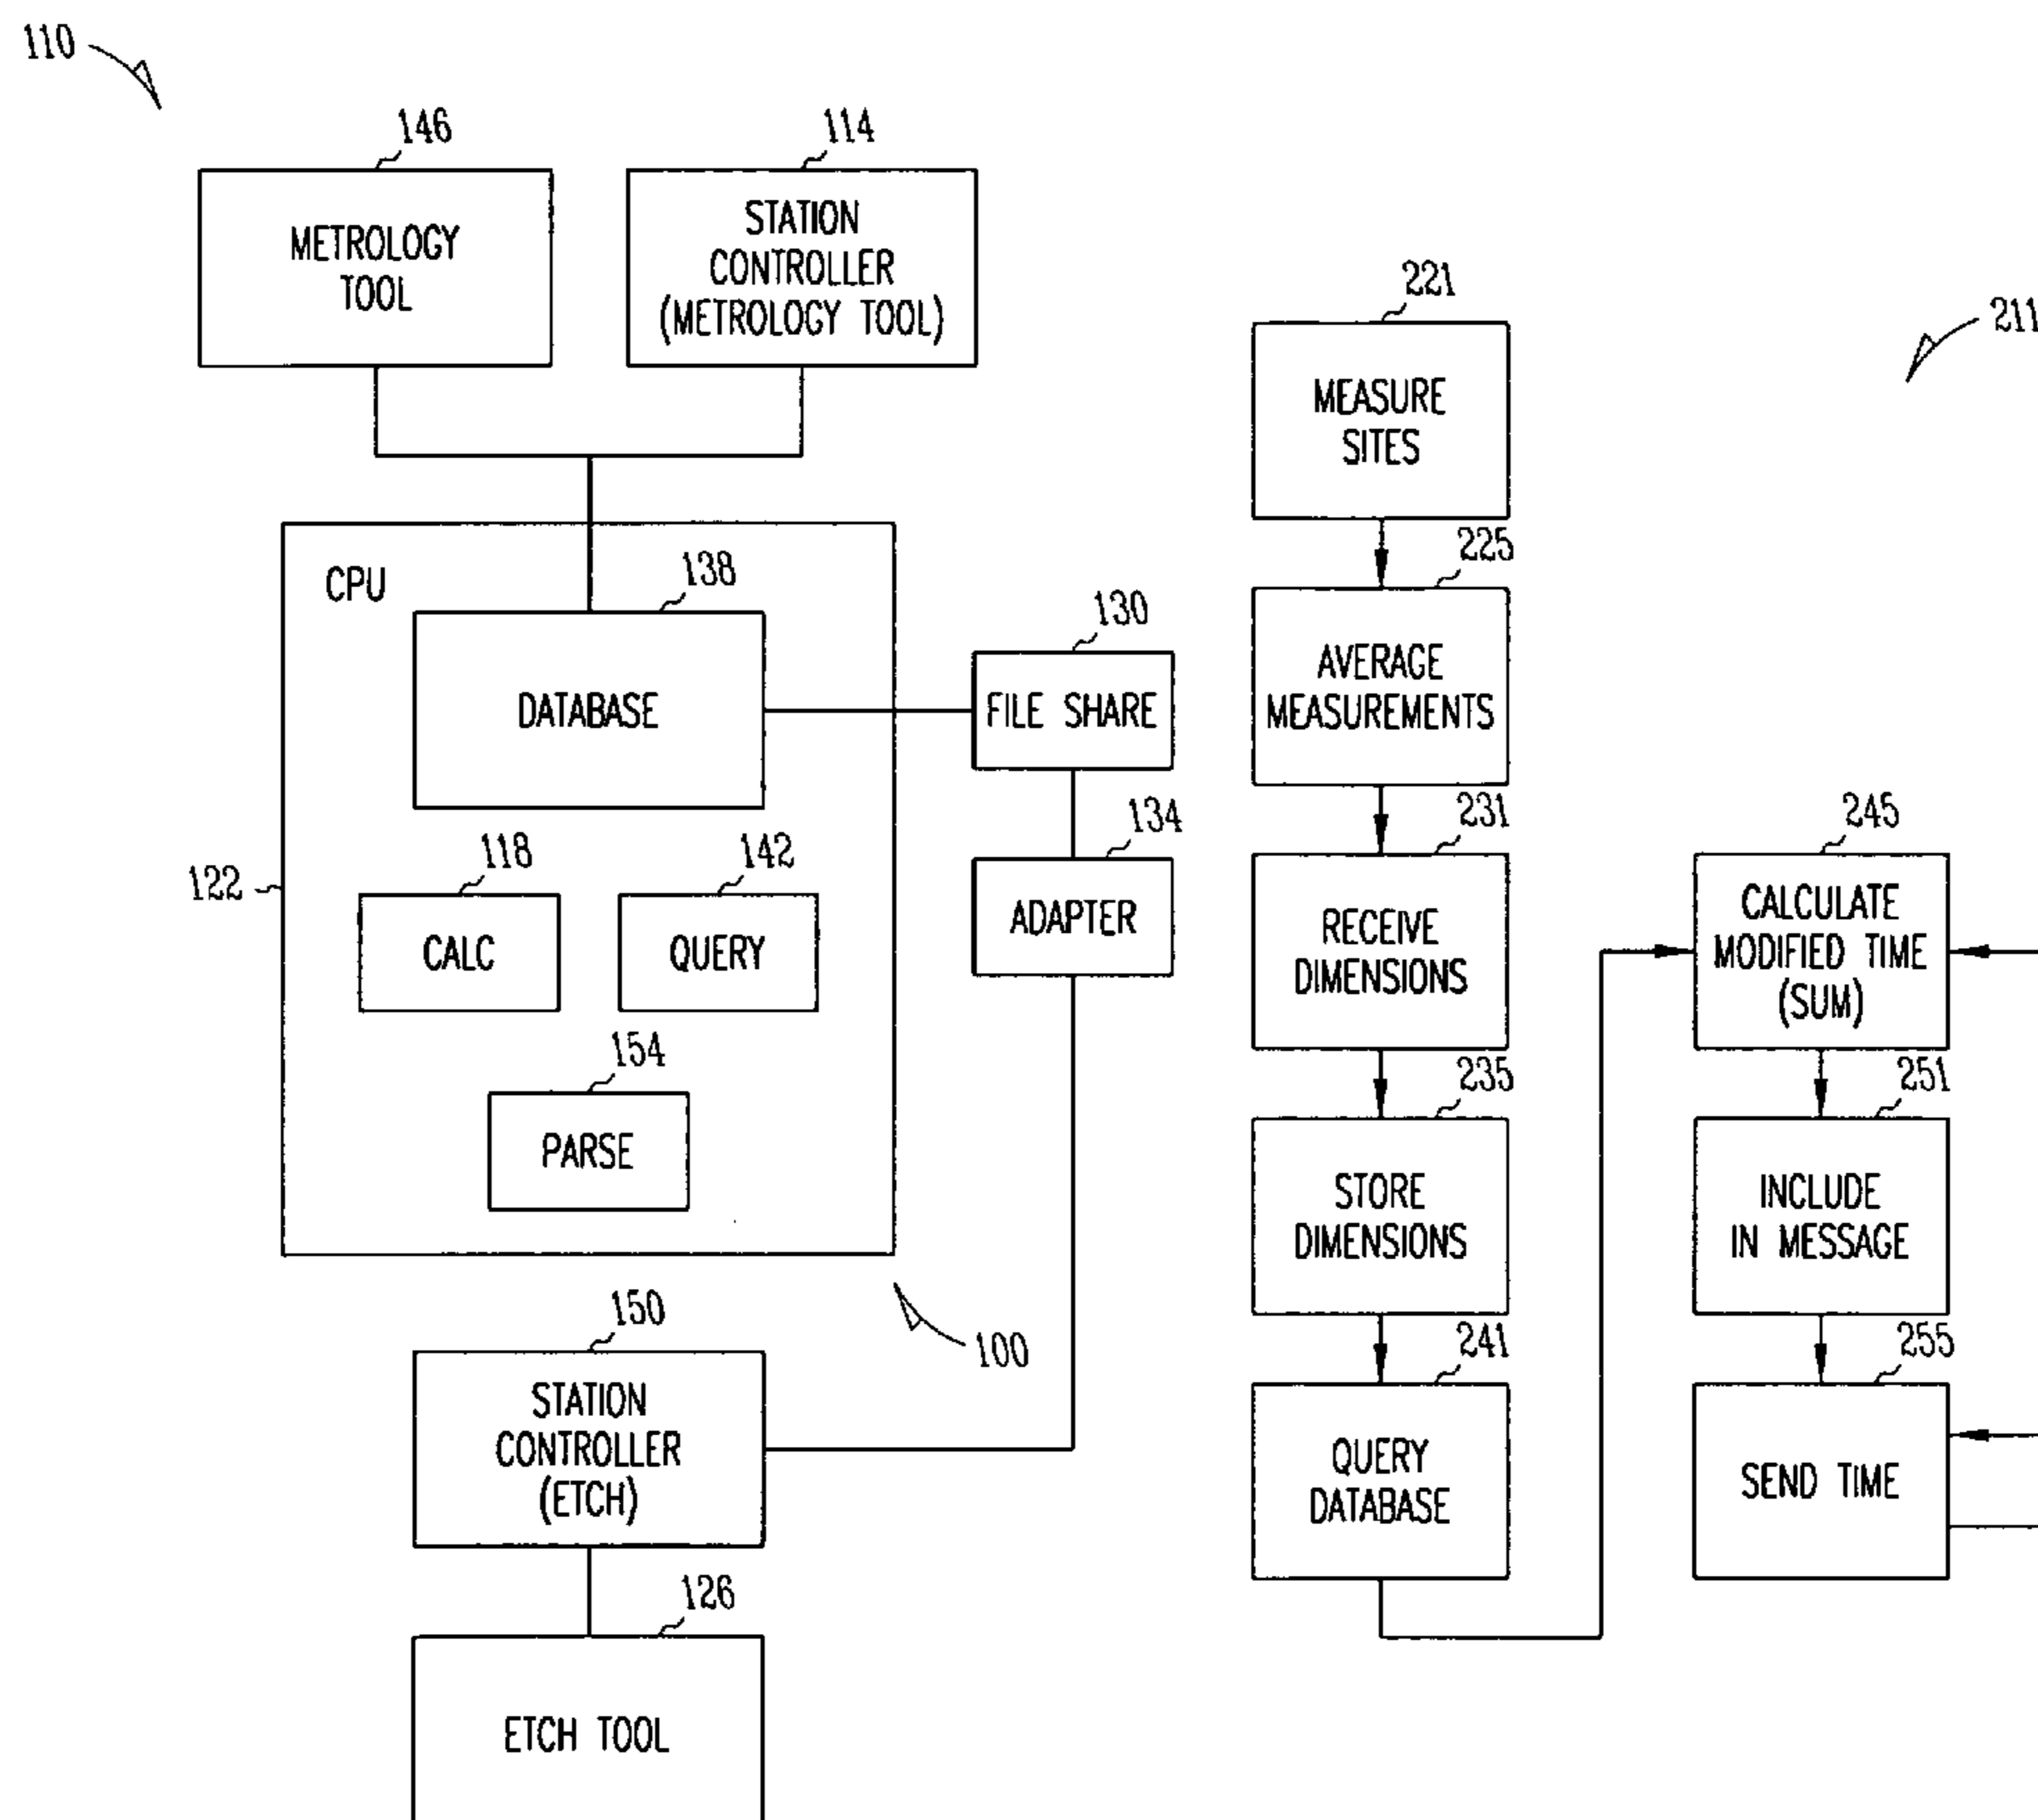 110
146
METROLOGY
TOOL
114
STATION
CONTROLLER
(METROLOGY TOOL)
CPU
122
138
DATABASE
130
FILE SHARE
134
ADAPTER
118
CALC
142
QUERY
154
PARSE
100
150
STATION
CONTROLLER
(ETCH)
126
ETCH TOOL
211
221
MEASURE
SITES
225
AVERAGE
MEASUREMENTS
231
RECEIVE
DIMENSIONS
235
STORE
DIMENSIONS
241
QUERY
DATABASE
245
CALCULATE
MODIFIED TIME
(SUM)
251
INCLUDE
IN MESSAGE
255
SEND TIME